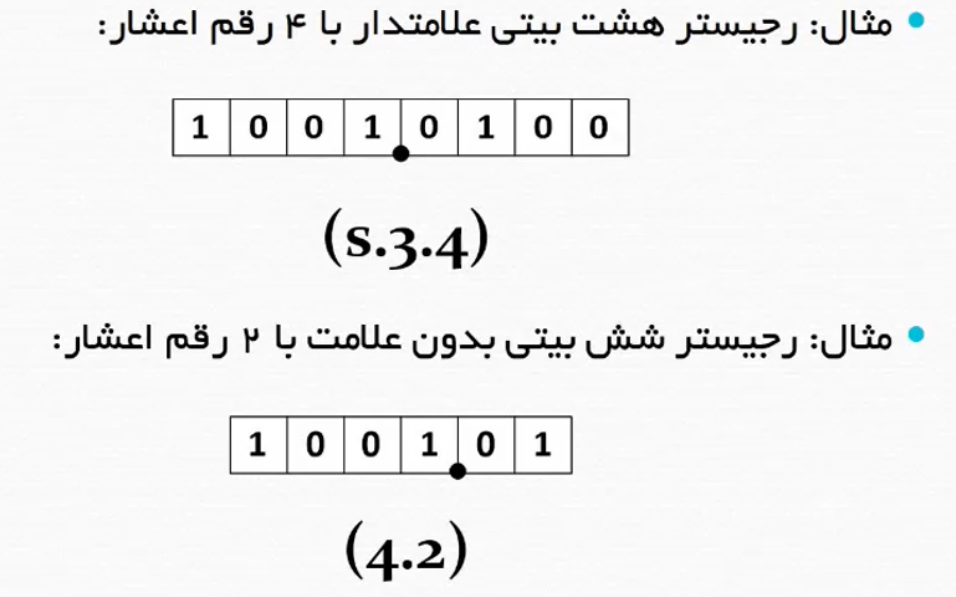 • مثال: رجیستر هشت بیتی علامتدار با ۴ رقم اعشار:
1 0 0 1 0 1 0 0
(s.3.4)
• مثال: رجیستر شش بیتی بدون علامت با ۲ رقم اعشار:
1 0 0 1 0 1
(4.2)